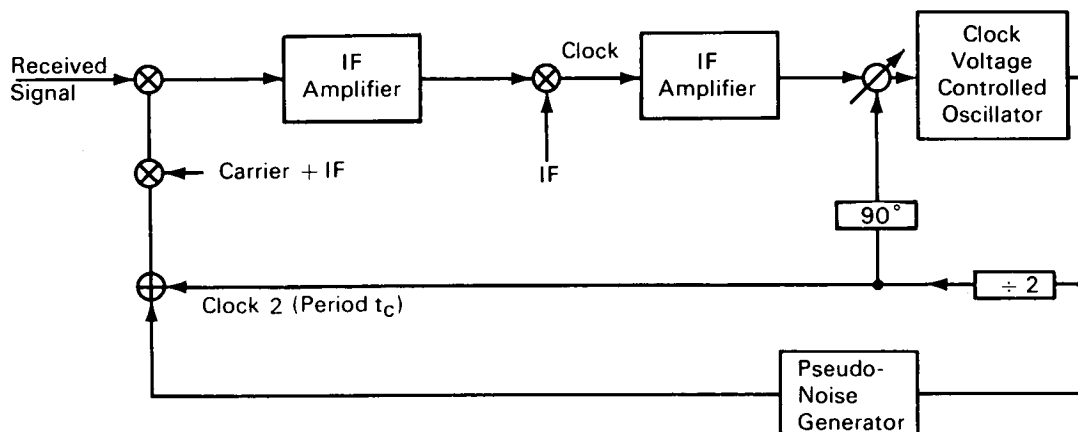 Received
Signal
IF
Amplifier
Clock
IF
Amplifier
Clock
Voltage
Controlled
Oscillator
Carrier + IF
IF
90°
Clock 2 (Period t_c)
÷ 2
Pseudo-
Noise
Generator